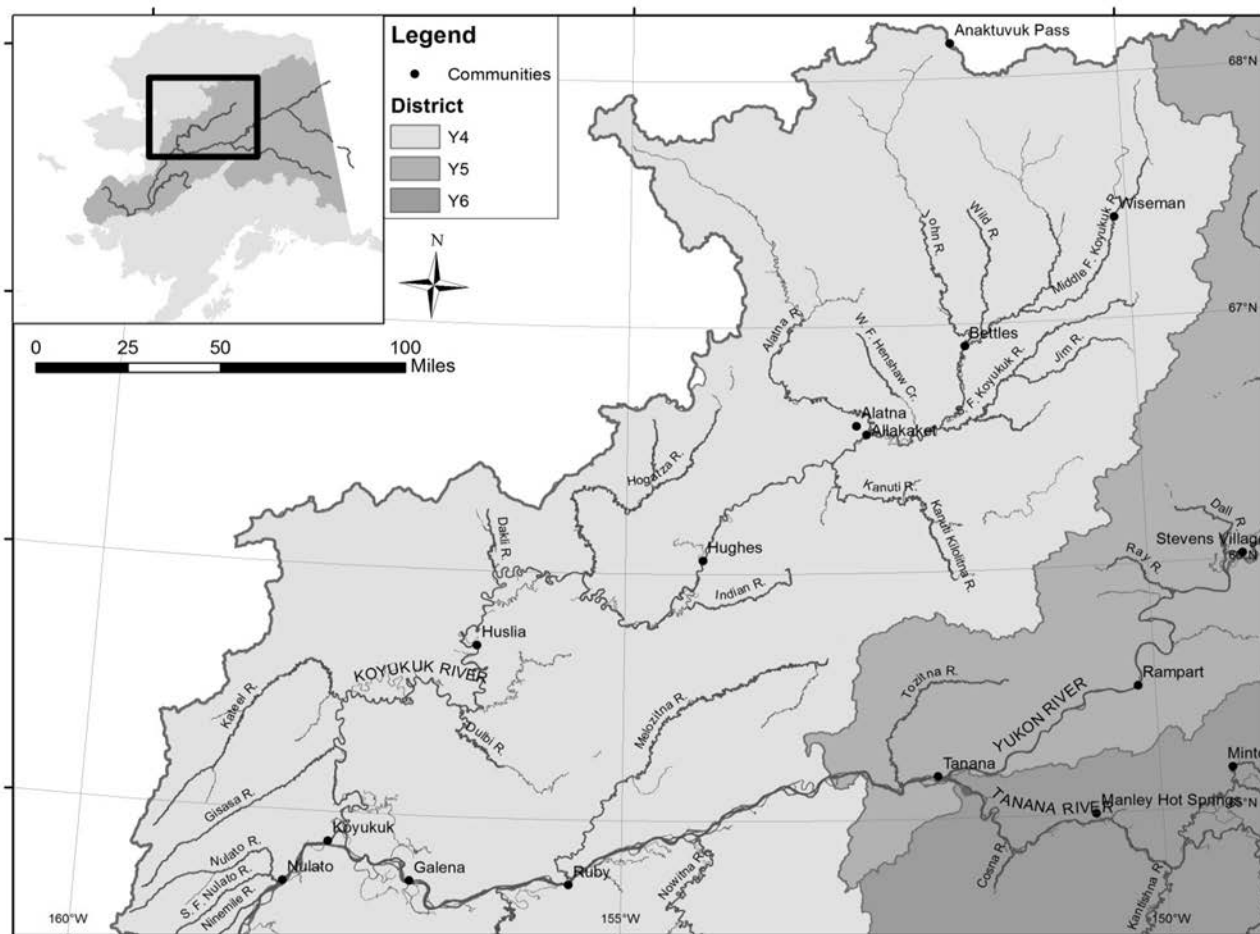 Legend
Communities
District
Y4
Y5
Y6
N
0 25 50 100
Miles
Anaktuvuk Pass
68°N
Wiseman
John R.
Wild R.
Middle F. Koyukuk R.
67°N
Bettles
Alatna R.
W. F. Henshaw Cr.
S. F. Koyukuk R.
Jim R.
Alatna
Allakaket
Hogatza R.
Kanuti R.
Kanuti Kilolitna R.
Dakli R.
Hughes
Indian R.
Dall R.
Stevens Village
66°N
Ray R.
Huslia
KOYUKUK RIVER
Kateel R.
Dulbi R.
Melozitna R.
Tozitna R.
Rampart
YUKON RIVER
Tanana
Minto
TANANA RIVER
Manley Hot Springs
65°N
Gisasa R.
Koyukuk
Nulato R.
Nulato
S. F. Nulato R.
Ninemile R.
Galena
Ruby
Nowitna R.
Cosna R.
Kantishna R.
160°W
155°W
150°W